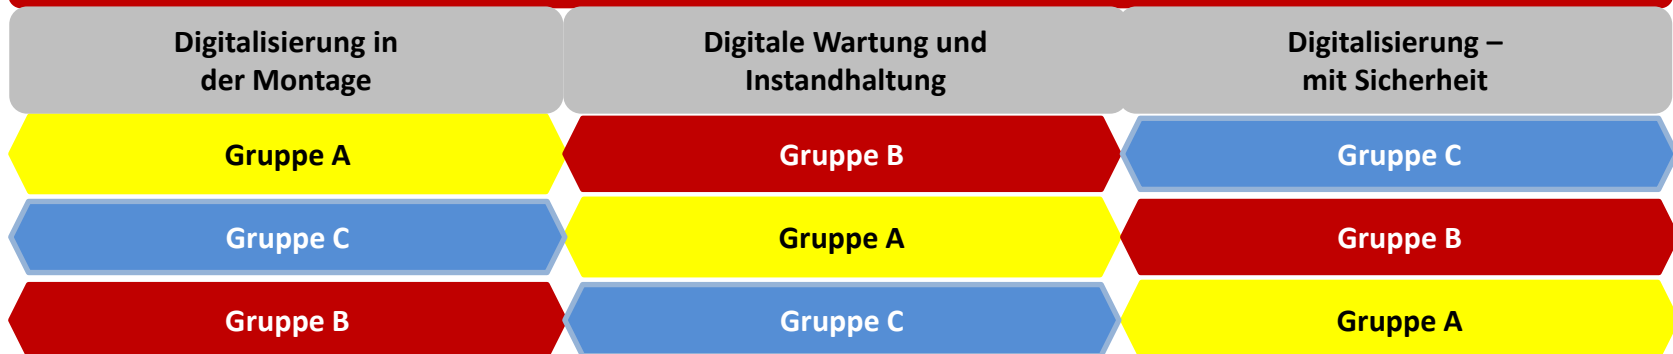 Digitalisierung in
der Montage
Digitale Wartung und
Instandhaltung
Digitalisierung –
mit Sicherheit
Gruppe A
Gruppe B
Gruppe C
Gruppe C
Gruppe A
Gruppe B
Gruppe B
Gruppe C
Gruppe A